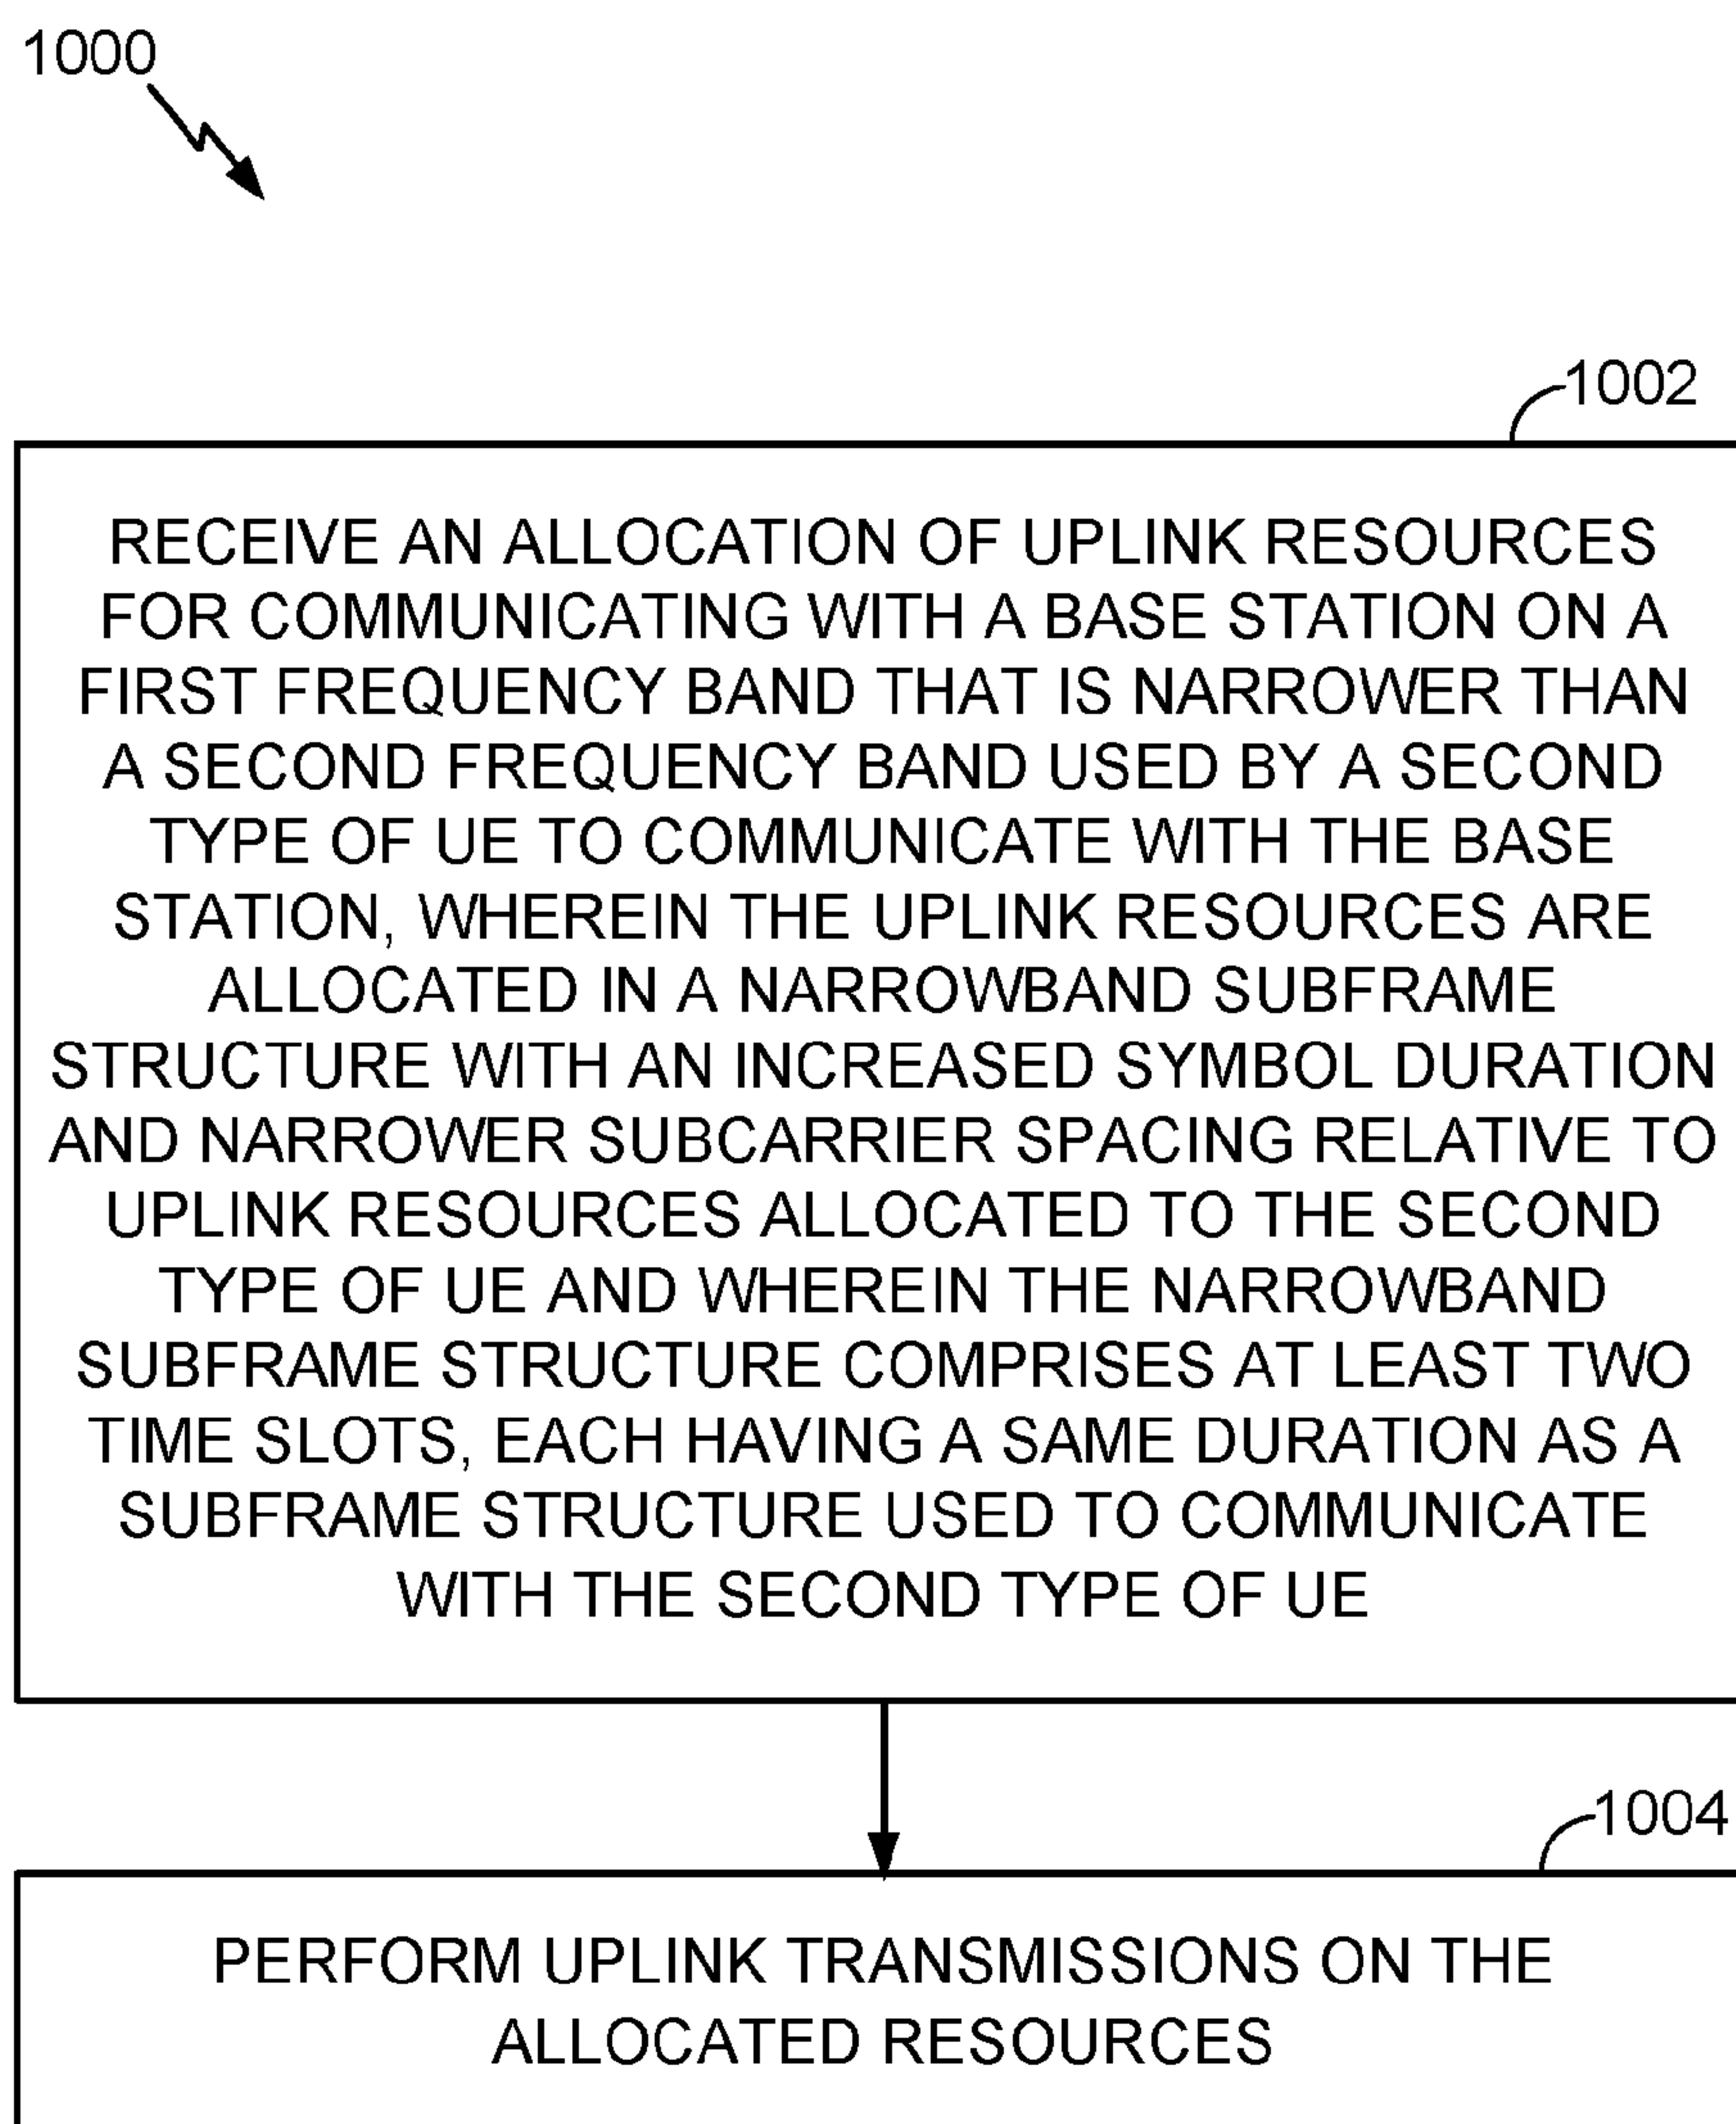 1000
1002
RECEIVE AN ALLOCATION OF UPLINK RESOURCES
FOR COMMUNICATING WITH A BASE STATION ON A
FIRST FREQUENCY BAND THAT IS NARROWER THAN
A SECOND FREQUENCY BAND USED BY A SECOND
TYPE OF UE TO COMMUNICATE WITH THE BASE
STATION, WHEREIN THE UPLINK RESOURCES ARE
ALLOCATED IN A NARROWBAND SUBFRAME
STRUCTURE WITH AN INCREASED SYMBOL DURATION
AND NARROWER SUBCARRIER SPACING RELATIVE TO
UPLINK RESOURCES ALLOCATED TO THE SECOND
TYPE OF UE AND WHEREIN THE NARROWBAND
SUBFRAME STRUCTURE COMPRISES AT LEAST TWO
TIME SLOTS, EACH HAVING A SAME DURATION AS A
SUBFRAME STRUCTURE USED TO COMMUNICATE
WITH THE SECOND TYPE OF UE
1004
PERFORM UPLINK TRANSMISSIONS ON THE
ALLOCATED RESOURCES